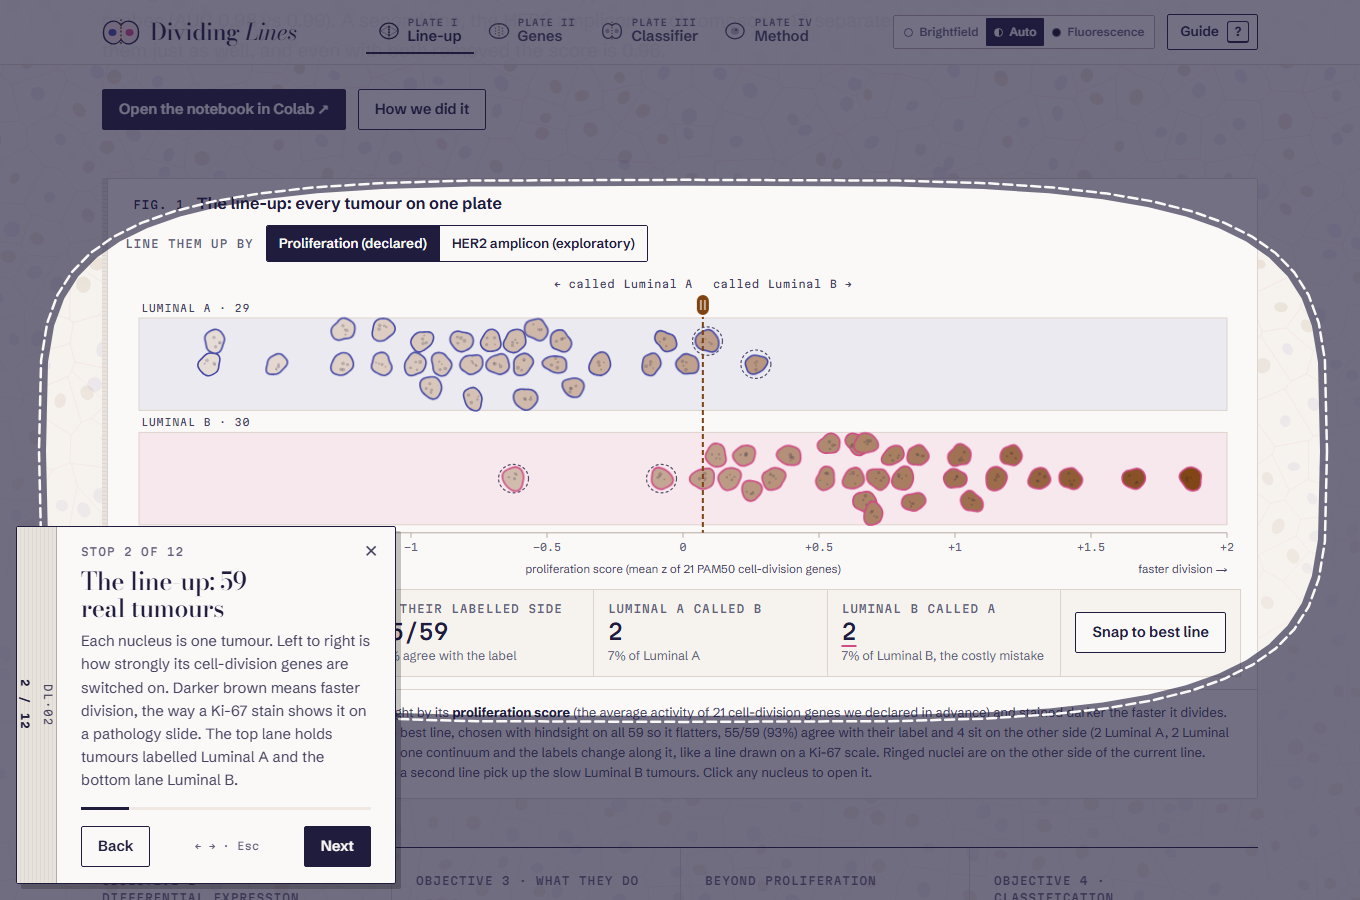 Dividing Lines
PLATE I
Line-up
PLATE II
Genes
PLATE III
Classifier
PLATE IV
Method
Brightfield
Auto
Fluorescence
Guide ?
Open the notebook in Colab ↗
How we did it
FIG. 1 The line-up: every tumour on one plate
LINE THEM UP BY
Proliferation (declared)
HER2 amplicon (exploratory)
← called Luminal A called Luminal B →
LUMINAL A · 29
LUMINAL B · 30
−1 −0.5 0 +0.5 +1 +1.5 +2
proliferation score (mean z of 21 PAM50 cell-division genes)
faster division →
THEIR LABELLED SIDE
5/59
% agree with the label
LUMINAL A CALLED B
2
7% of Luminal A
LUMINAL B CALLED A
2
7% of Luminal B, the costly mistake
Snap to best line
ght by its proliferation score (the average activity of 21 cell-division genes we declared in advance) and stained darker the faster it divides.
best line, chosen with hindsight on all 59 so it flatters, 55/59 (93%) agree with their label and 4 sit on the other side (2 Luminal A, 2 Luminal
one continuum and the labels change along it, like a line drawn on a Ki-67 scale. Ringed nuclei are on the other side of the current line.
a second line pick up the slow Luminal B tumours. Click any nucleus to open it.
2 / 12
DL·02
STOP 2 OF 12
×
The line-up: 59
real tumours
Each nucleus is one tumour. Left to right is
how strongly its cell-division genes are
switched on. Darker brown means faster
division, the way a Ki-67 stain shows it on
a pathology slide. The top lane holds
tumours labelled Luminal A and the
bottom lane Luminal B.
Back
← → · Esc
Next
OBJECTIVE 3 · WHAT THEY DO
BEYOND PROLIFERATION
OBJECTIVE 4 ·
CLASSIFICATION
DIFFERENTIAL EXPRESSION